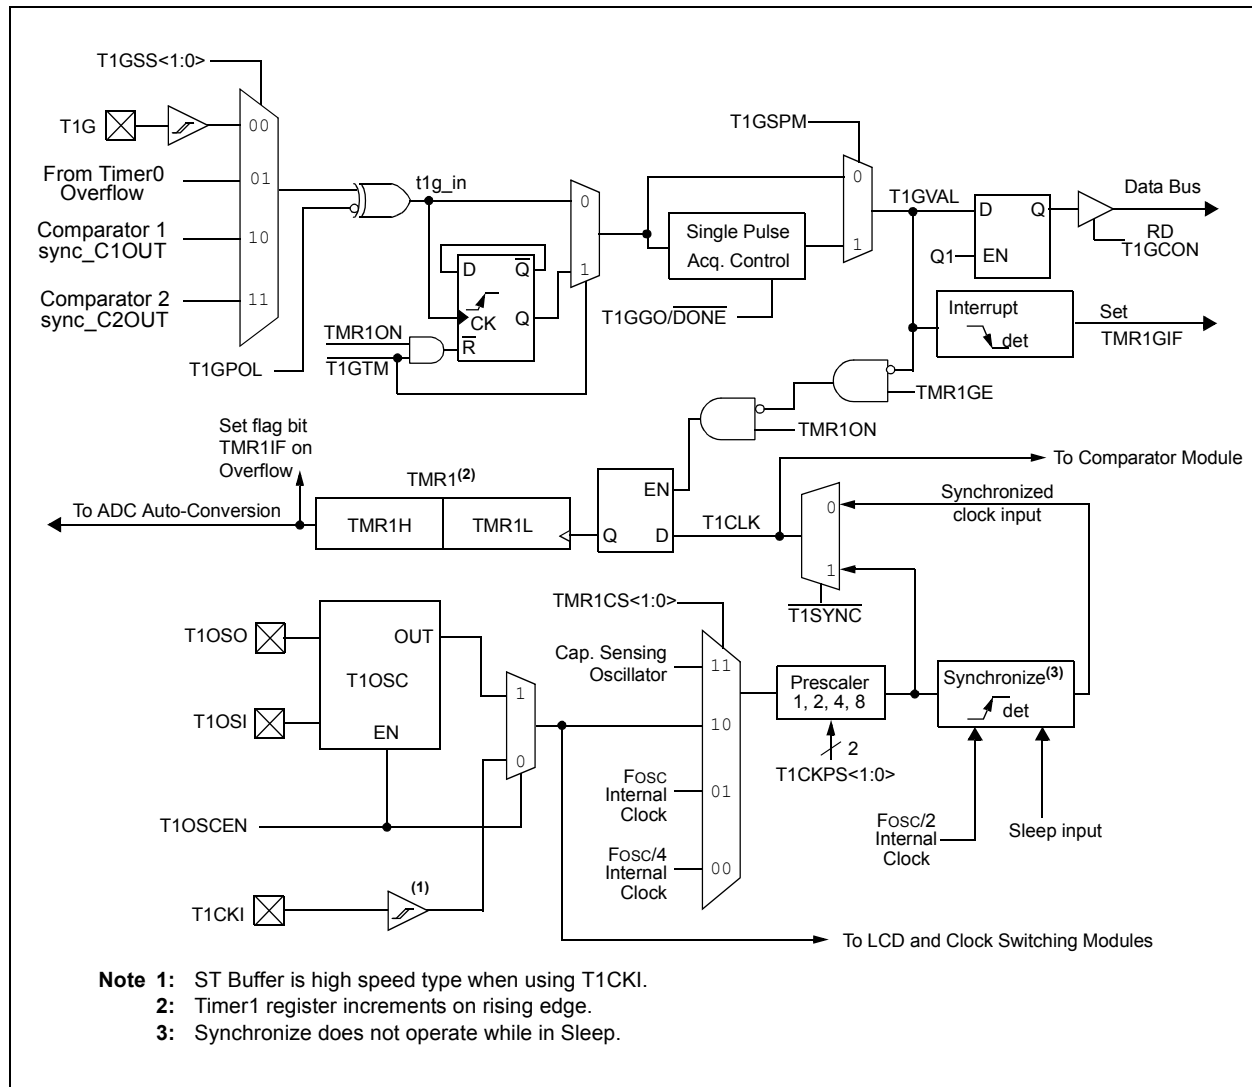 T1GSS<1:0>
T1G
00
From Timer0
Overflow
01
Comparator 1
sync_C1OUT
10
Comparator 2
sync_C2OUT
11
T1GPOL
t1g_in
0
1
D
Q
CK
Q
R
TMR1ON
T1GTM
Single Pulse
Acq. Control
T1GGO/DONE
T1GSPM
0
1
T1GVAL
D
Q
Q1
EN
Data Bus
RD
T1GCON
Interrupt
det
Set
TMR1GIF
TMR1GE
TMR1ON
Set flag bit
TMR1IF on
Overflow
To ADC Auto-Conversion
TMR1(2)
TMR1H
TMR1L
EN
Q
D
T1CLK
To Comparator Module
0
1
T1SYNC
Synchronized
clock input
T1OSO
T1OSI
OUT
T1OSC
EN
T1OSCEN
T1CKI
(1)
1
0
TMR1CS<1:0>
Cap. Sensing
Oscillator
11
10
FOSC
Internal
Clock
01
FOSC/4
Internal
Clock
00
Prescaler
1, 2, 4, 8
2
T1CKPS<1:0>
Synchronize(3)
det
FOSC/2
Internal
Clock
Sleep input
To LCD and Clock Switching Modules
Note 1: ST Buffer is high speed type when using T1CKI.
2: Timer1 register increments on rising edge.
3: Synchronize does not operate while in Sleep.